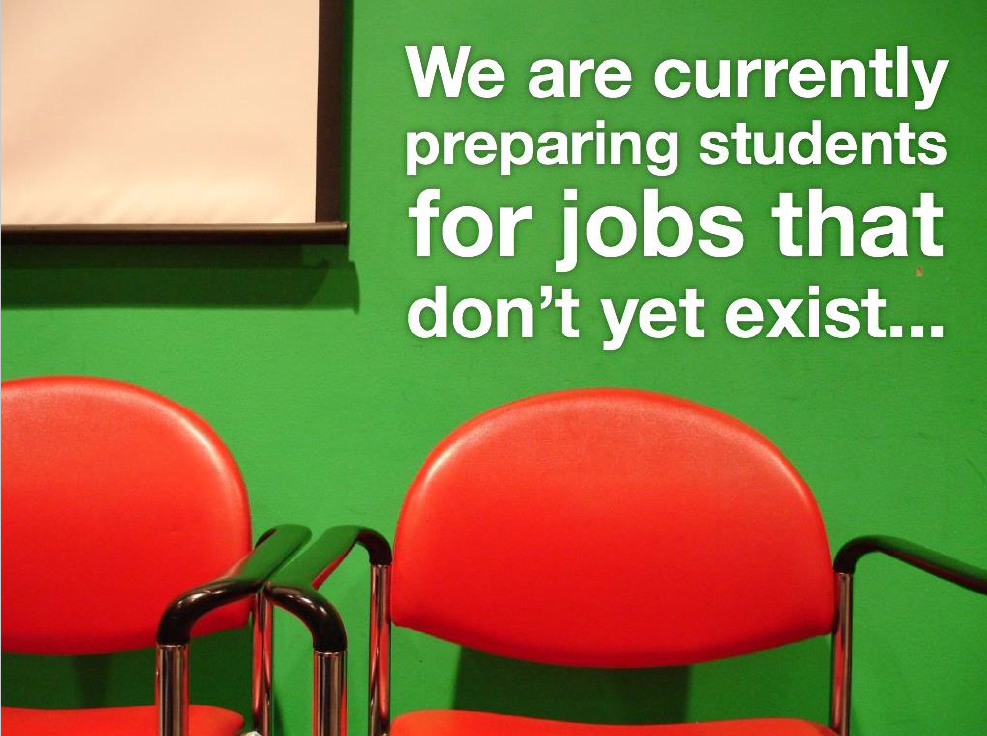 We are currently
preparing students
for jobs that
don’t yet exist...